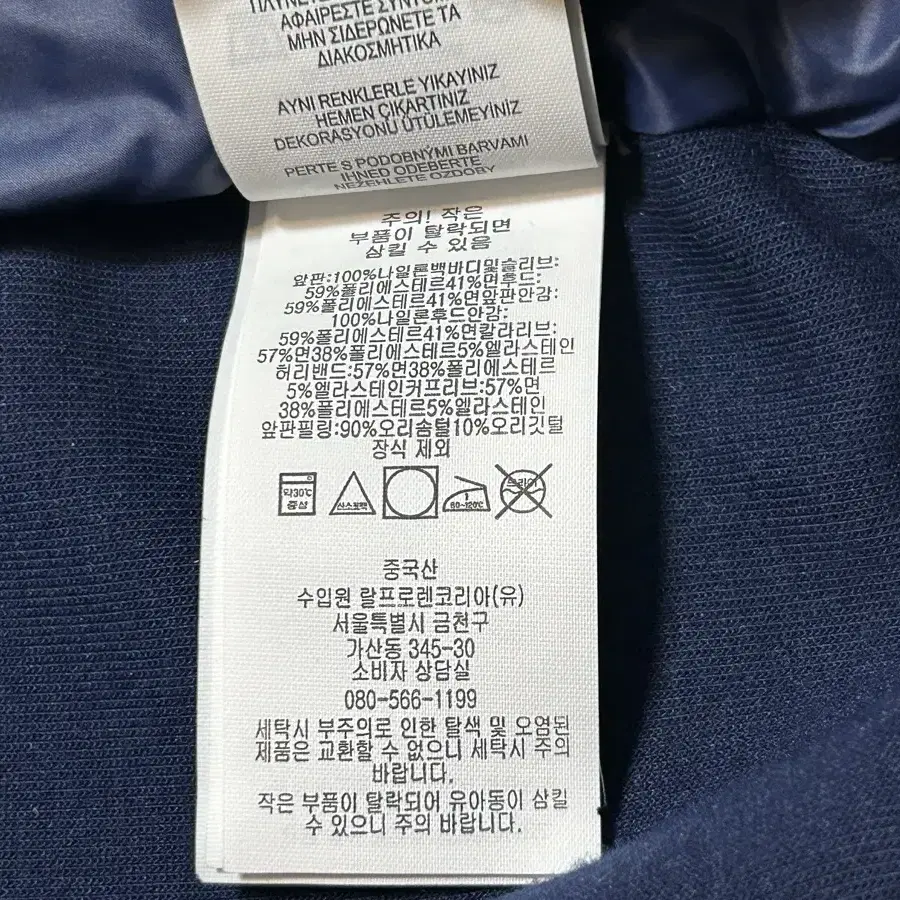 ΠΛΥΝΕΤΕ
ΑΦΑΙΡΕΣΤΕ ΣΥΝΤΟΜ
ΜΗΝ ΣΙΔΕΡΩΝΕΤΕ ΤΑ
ΔΙΑΚΟΣΜΗΤΙΚΑ
AYNI RENKLERLE YIKAYINIZ
HEMEN ÇIKARTINIZ
DEKORASYONU ÜTÜLEMEYİNİZ
PERTE S PODOBNÝMI BARVAMI
IHNED ODEBERTE
NEŽEHLETE OZDOBY
주의! 작은
부품이 탈락되면
삼킬 수 있음
앞판:100%나일론백바디및슬리브:
59%폴리에스테르41%면후드:
59%폴리에스테르41%면앞판안감:
100%나일론후드안감:
59%폴리에스테르41%면칼라리브:
57%면38%폴리에스테르5%엘라스테인
허리밴드:57%면38%폴리에스테르
5%엘라스테인커프리브:57%면
38%폴리에스테르5%엘라스테인
앞판필링:90%오리솜털10%오리깃털
장식 제외
약30℃
중성
산소표백
60~120℃
드라이
중국산
수입원 랄프로렌코리아(유)
서울특별시 금천구
가산동 345-30
소비자 상담실
080-566-1199
세탁시 부주의로 인한 탈색 및 오염된
제품은 교환할 수 없으니 세탁시 주의
바랍니다.
작은 부품이 탈락되어 유아동이 삼킬
수 있으니 주의 바랍니다.